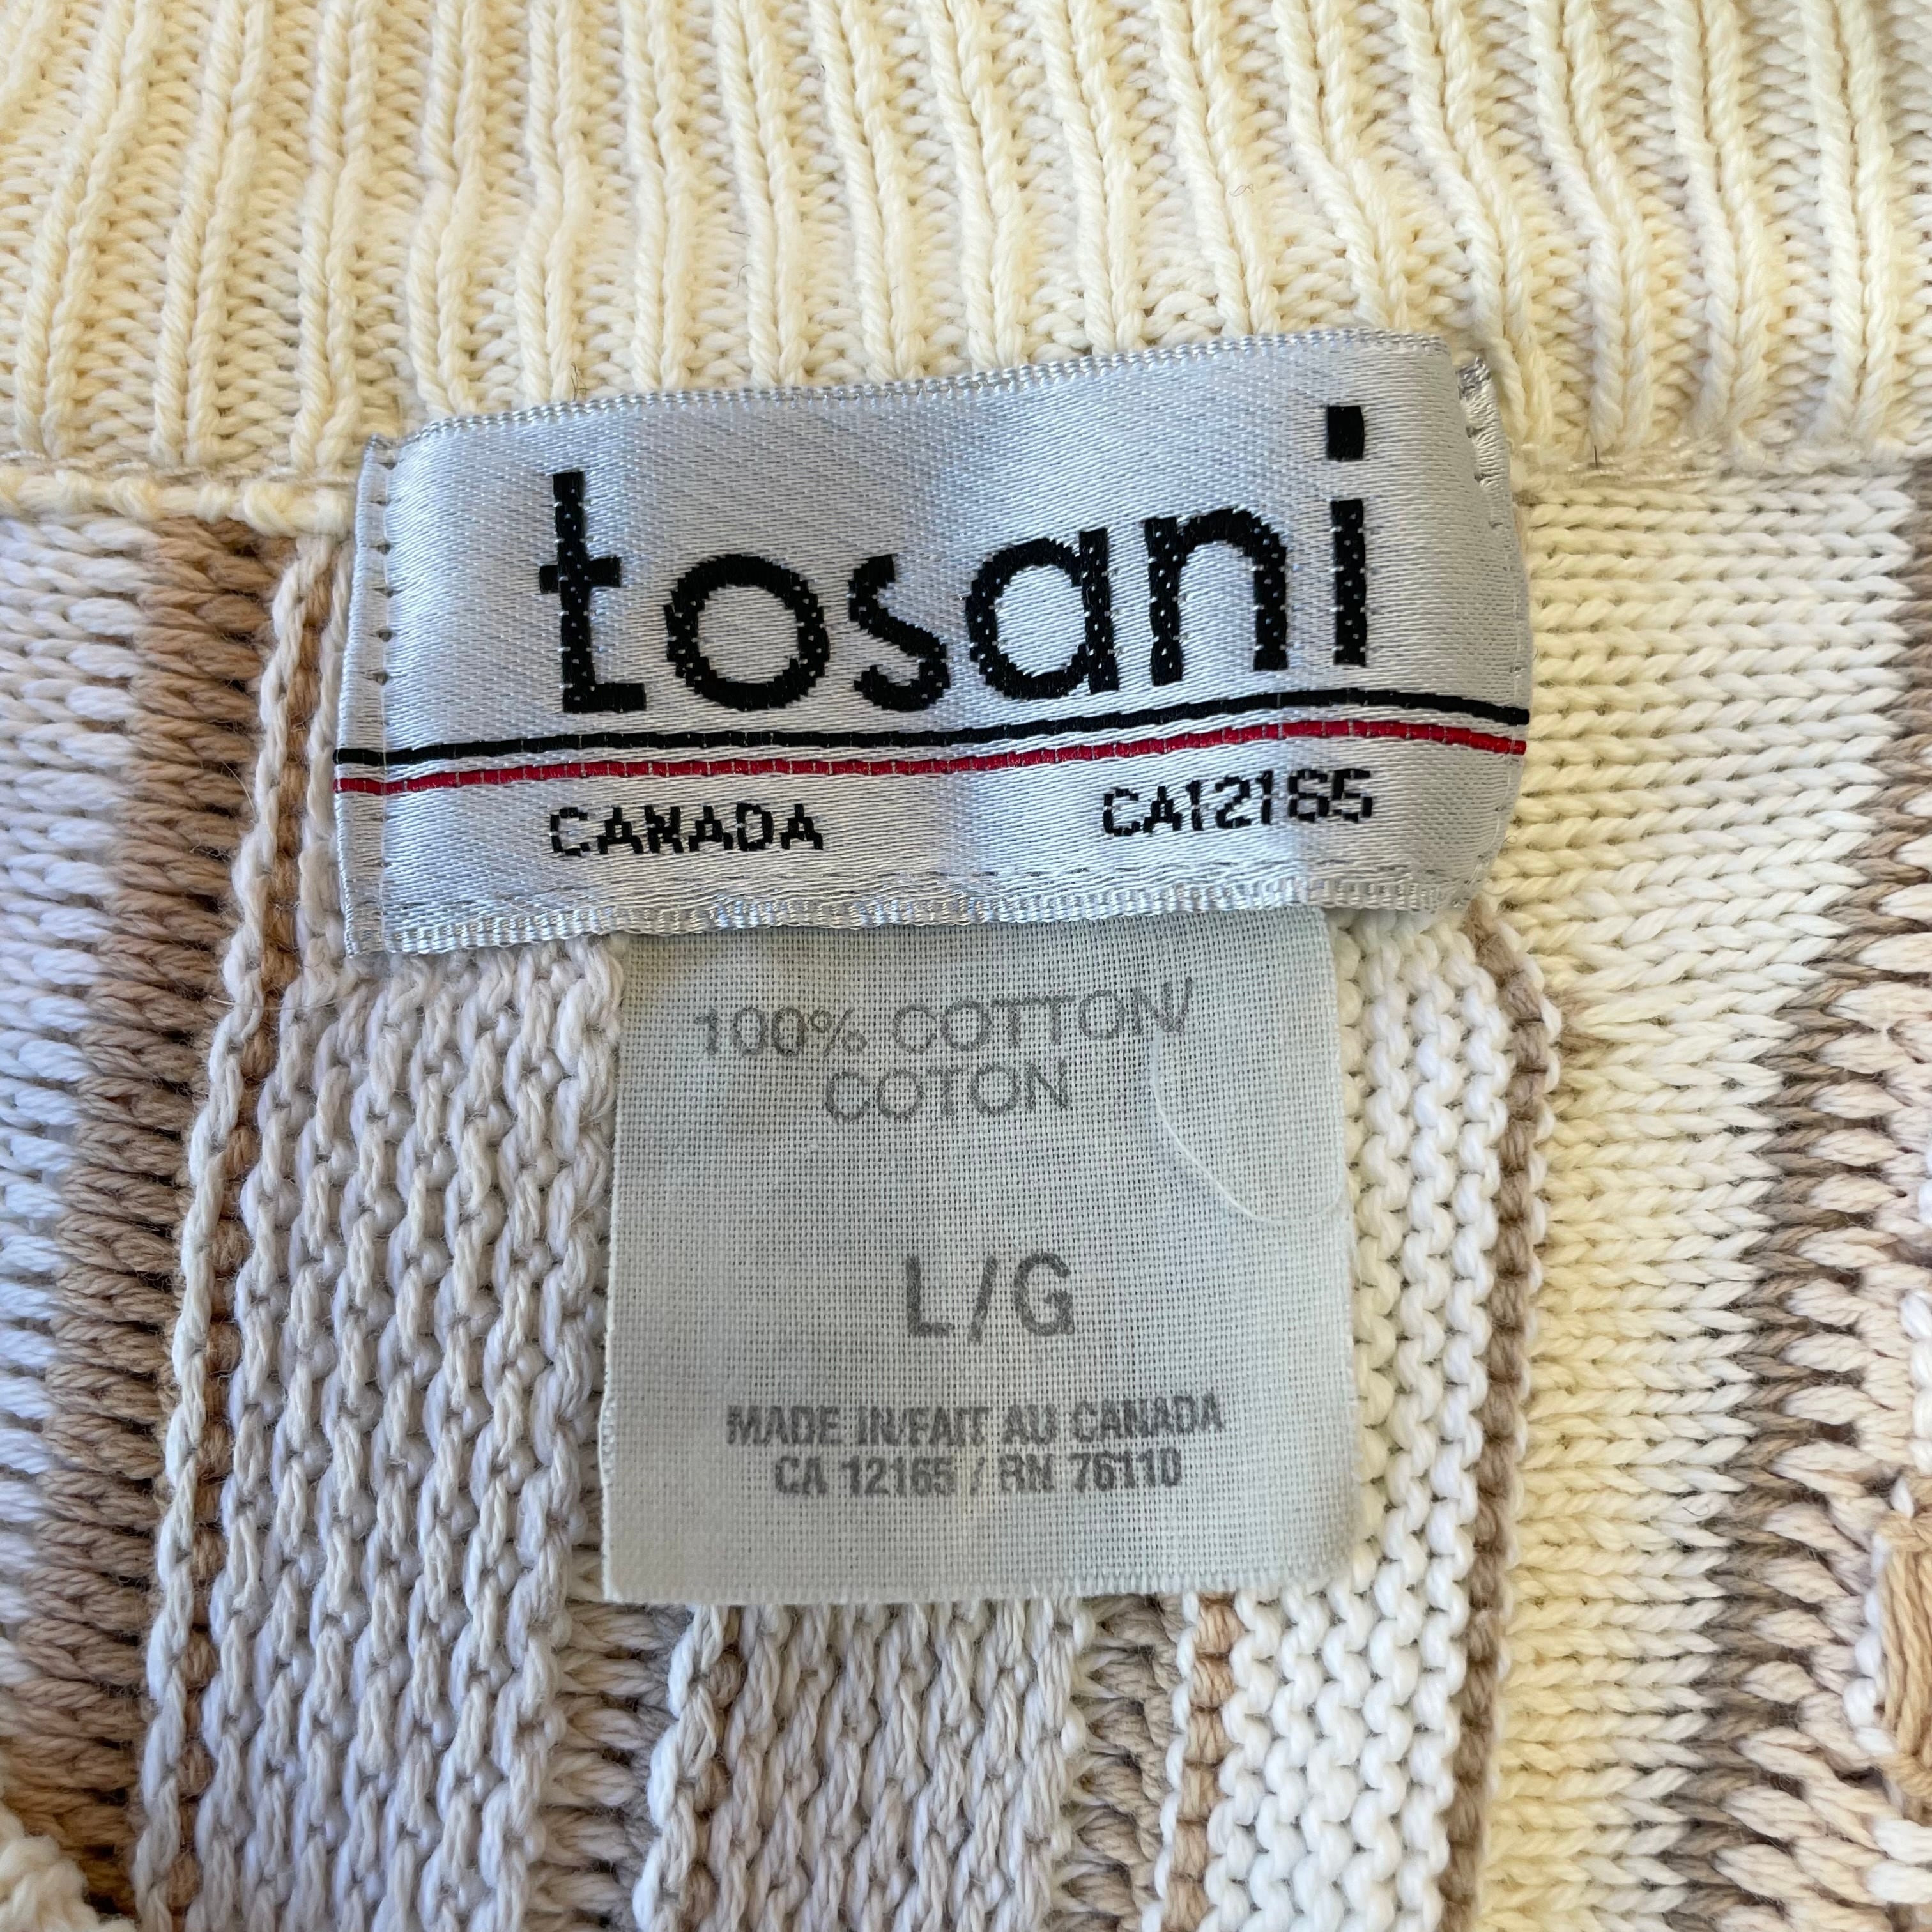 tosani
CANADA CA12165
100% COTTON/
COTON
L/G
MADE IN/FAIT AU CANADA
CA 12165 / RN 76110